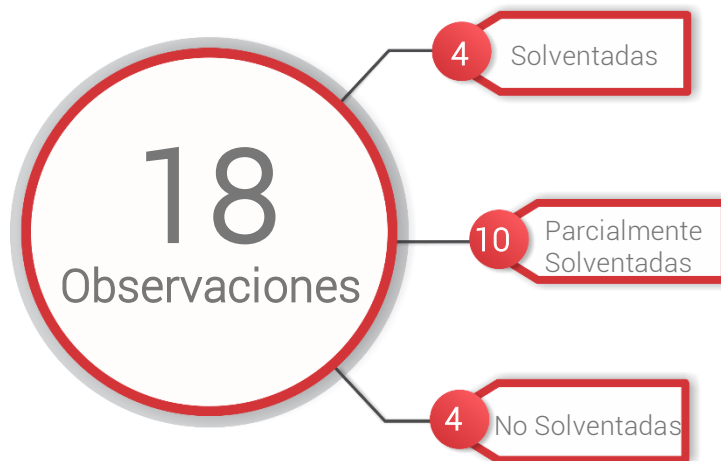 18
Observaciones
4
Solventadas
10
Parcialmente
Solventadas
4
No Solventadas